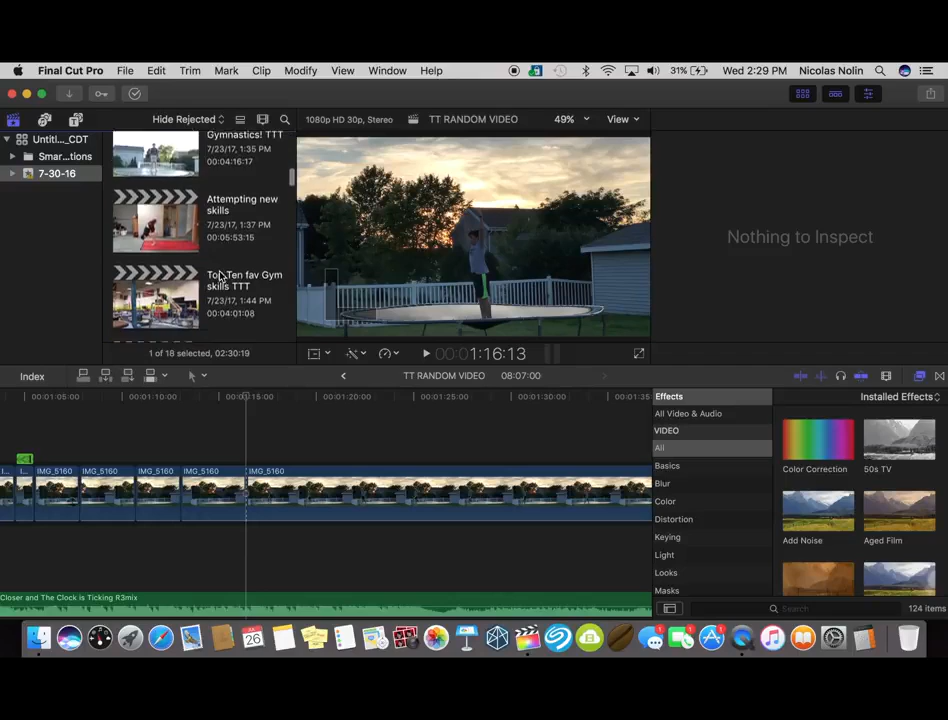 Final Cut Pro File Edit Trim Mark Clip Modify View Window Help 31% Wed 2:29 PM Nicolas Nolin
Hide Rejected
1080p HD 30p, Stereo TT RANDOM VIDEO 49% View
Untitl..._CDT
Smar...tions
7-30-16
Gymnastics! TTT
7/23/17, 1:35 PM
00:04:16:17
Attempting new
skills
7/23/17, 1:37 PM
00:05:53:15
Top Ten fav Gym
skills TTT
7/23/17, 1:44 PM
00:04:01:08
1 of 18 selected, 02:30:19
00:00:01:16:13
Nothing to Inspect
Index
TT RANDOM VIDEO 08:07:00
00:01:05:00 00:01:10:00 00:01:15:00 00:01:20:00 00:01:25:00 00:01:30:00 00:01:35
I... I... IMG_5160 IMG_5160 IMG_5160 IMG_5160 IMG_5160
Closer and The Clock is Ticking R3mix
Effects Installed Effects
All Video & Audio
VIDEO
All
Basics
Blur
Color
Distortion
Keying
Light
Looks
Masks
Color Correction 50s TV
Add Noise Aged Film
Search 124 items
26